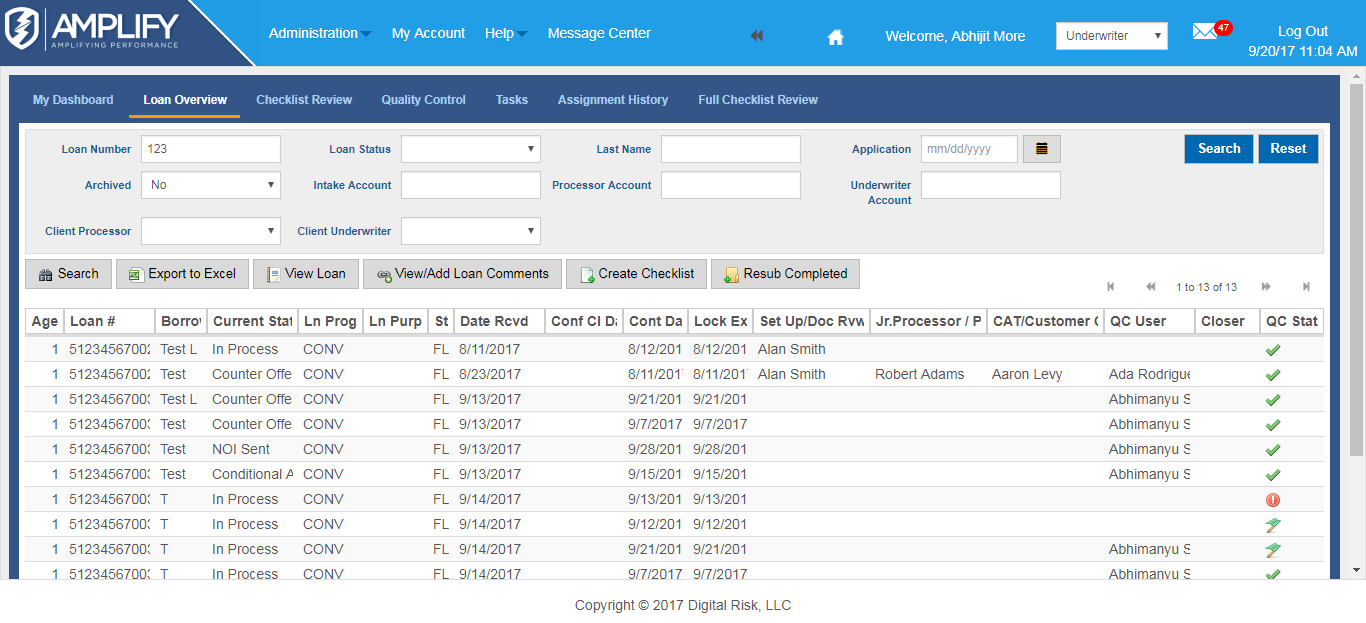 AMPLIFY
AMPLIFYING PERFORMANCE
Administration My Account Help Message Center
Welcome, Abhijit More
Underwriter
47
Log Out
9/20/17 11:04 AM
My Dashboard Loan Overview Checklist Review Quality Control Tasks Assignment History Full Checklist Review
Loan Number 123 Loan Status Last Name Application mm/dd/yyyy Search Reset
Archived No Intake Account Processor Account Underwriter Account
Client Processor Client Underwriter
Search Export to Excel View Loan View/Add Loan Comments Create Checklist Resub Completed
1 to 13 of 13
Age Loan # Borro Current Stat Ln Prog Ln Purp St Date Rcvd Conf Cl Da Cont Da Lock Ex Set Up/Doc Rvw Jr.Processor / P CAT/Customer QC User Closer QC Stat
1 51234567002 Test L In Process CONV FL 8/11/2017 8/12/201 8/12/201 Alan Smith
1 51234567002 Test Counter Offe CONV FL 8/23/2017 8/11/201 8/11/201 Alan Smith Robert Adams Aaron Levy Ada Rodrigue
1 51234567003 Test L Counter Offe CONV FL 9/13/2017 9/21/201 9/21/201 Abhimanyu S
1 51234567003 Test Counter Offe CONV FL 9/13/2017 9/7/2017 9/7/2017 Abhimanyu S
1 51234567003 Test NOI Sent CONV FL 9/13/2017 9/28/201 9/28/201 Abhimanyu S
1 51234567003 Test Conditional A CONV FL 9/13/2017 9/15/201 9/15/201 Abhimanyu S
1 51234567003 T In Process CONV FL 9/14/2017 9/13/201 9/13/201
1 51234567003 T In Process CONV FL 9/14/2017 9/12/201 9/12/201
1 51234567003 T In Process CONV FL 9/14/2017 9/21/201 9/21/201 Abhimanyu S
1 51234567003 T In Process CONV FL 9/14/2017 9/7/2017 9/7/2017 Abhimanyu S
Copyright © 2017 Digital Risk, LLC